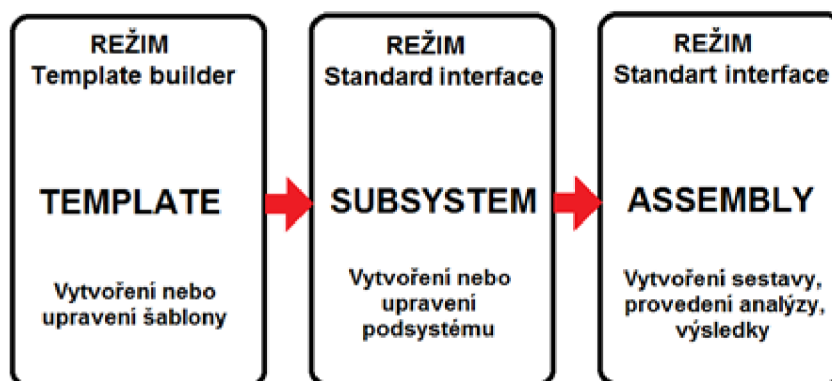 REŽIM
Template builder
TEMPLATE
Vytvoření nebo
upravení šablony
REŽIM
Standard interface
SUBSYSTEM
Vytvoření nebo
upravení
podsystému
REŽIM
Standart interface
ASSEMBLY
Vytvoření sestavy,
provedení analýzy,
výsledky